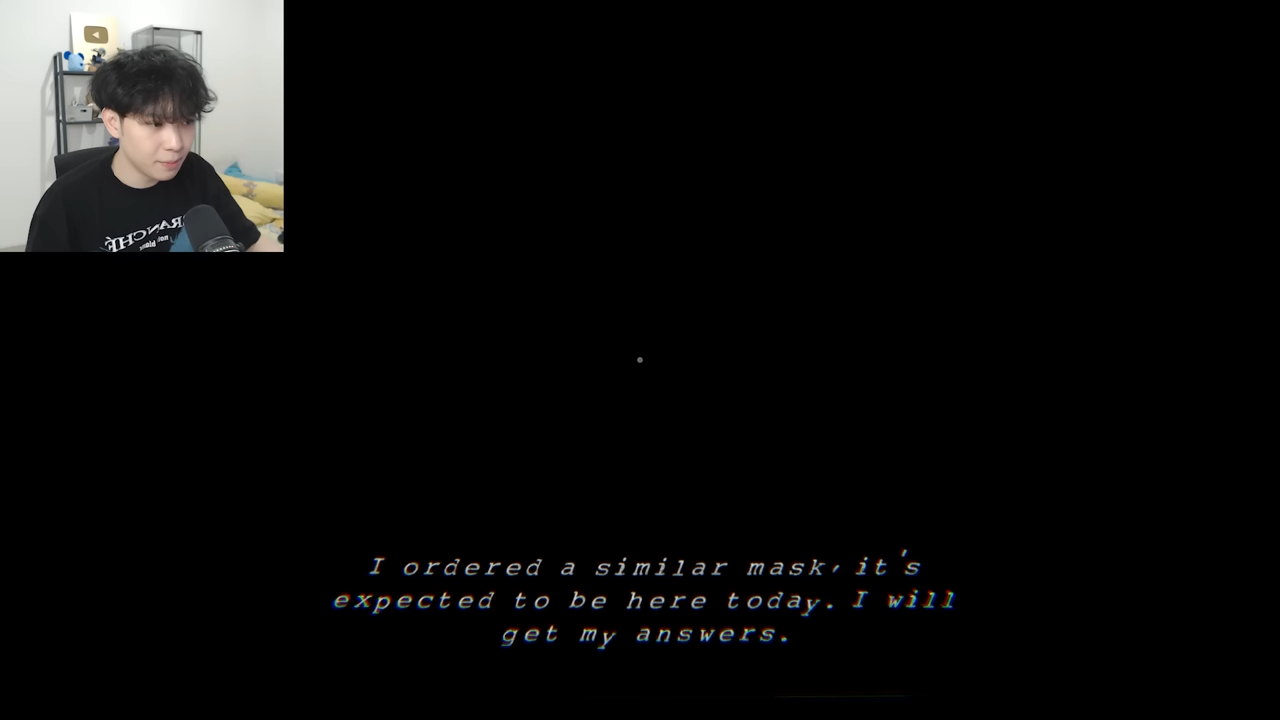 I ordered a similar mask, it's
expected to be here today. I will
get my answers.